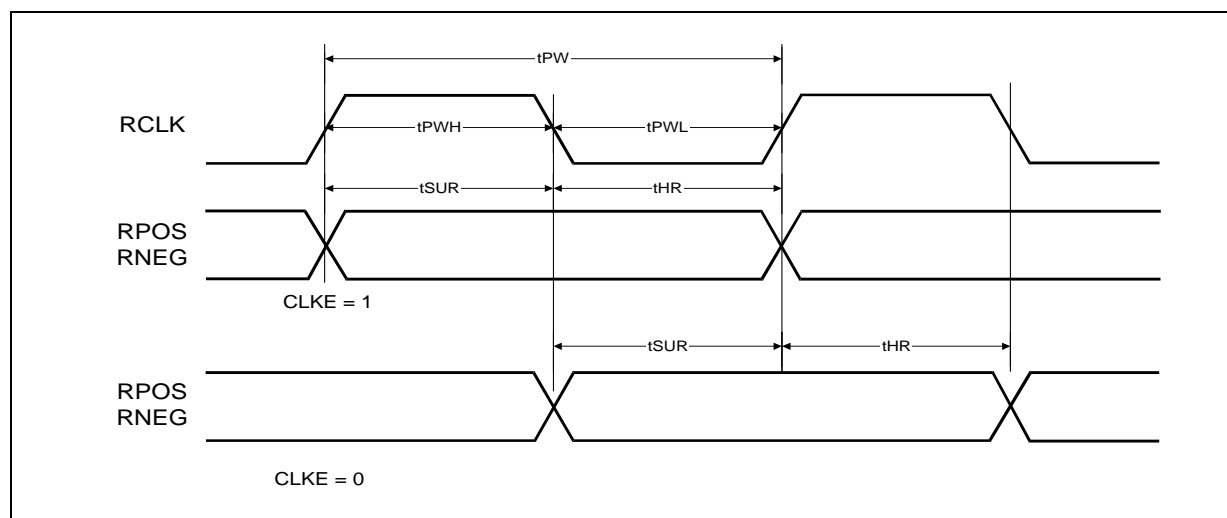 tPW
RCLK
tPWH
tPWL
tSUR
tHR
RPOS
RNEG
CLKE = 1
tSUR
tHR
RPOS
RNEG
CLKE = 0